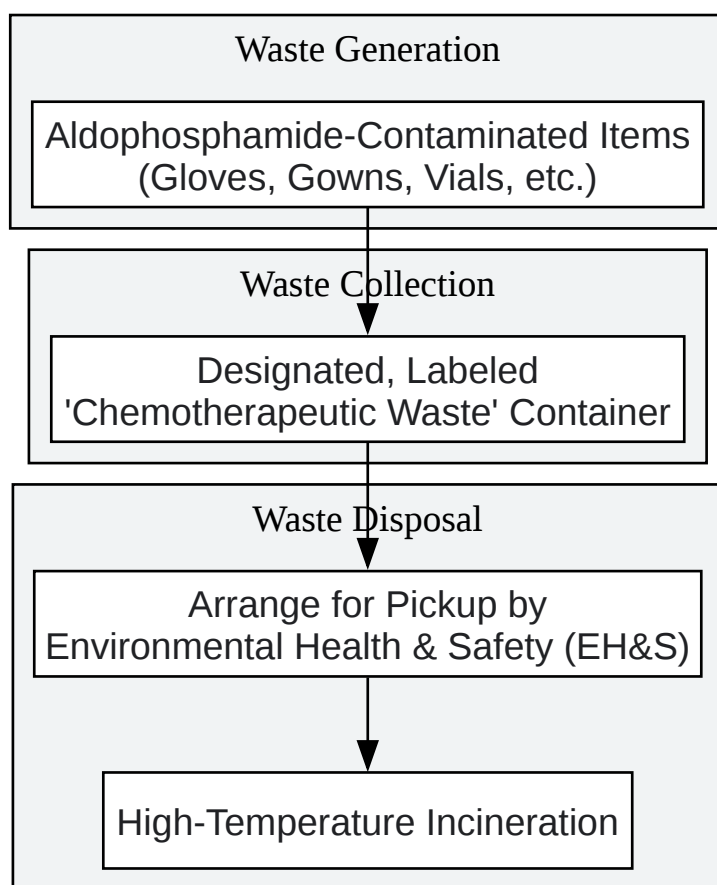 Waste Generation
Aldophosphamide-Contaminated Items
(Gloves, Gowns, Vials, etc.)
Waste Collection
Designated, Labeled
'Chemotherapeutic Waste' Container
Waste Disposal
Arrange for Pickup by
Environmental Health & Safety (EH&S)
High-Temperature Incineration